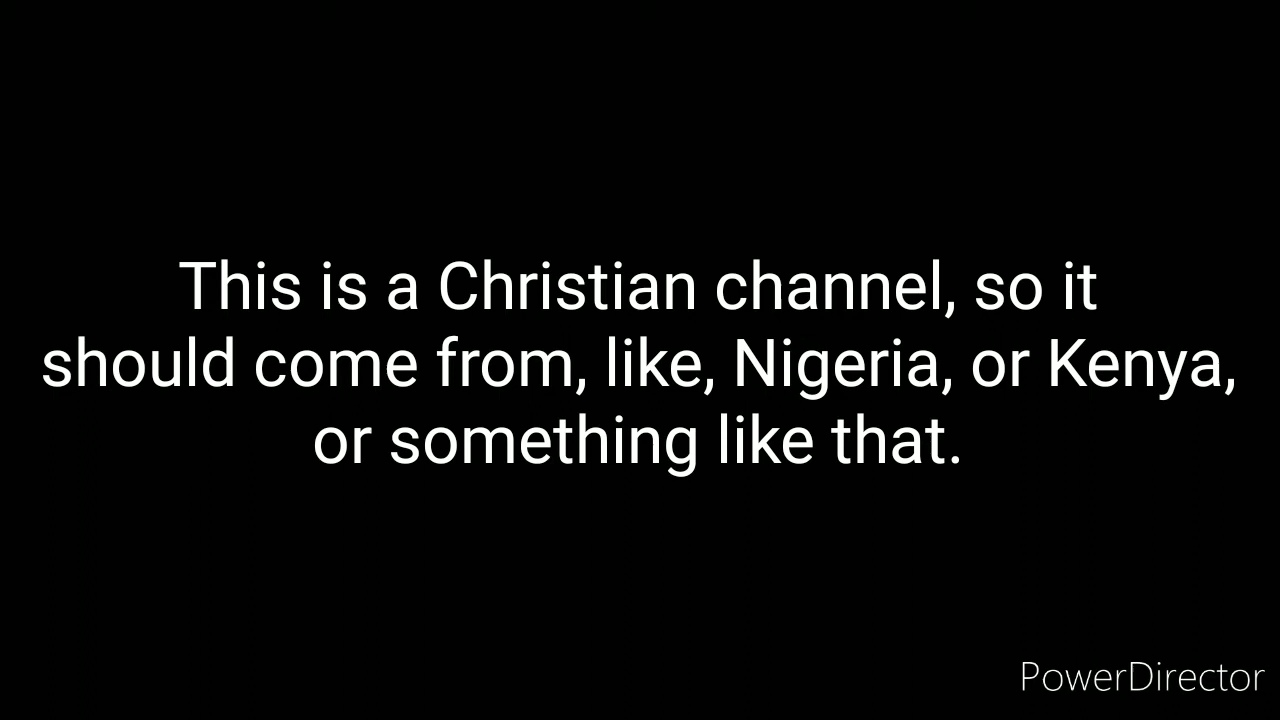 This is a Christian channel, so it
should come from, like, Nigeria, or Kenya,
or something like that.
PowerDirector